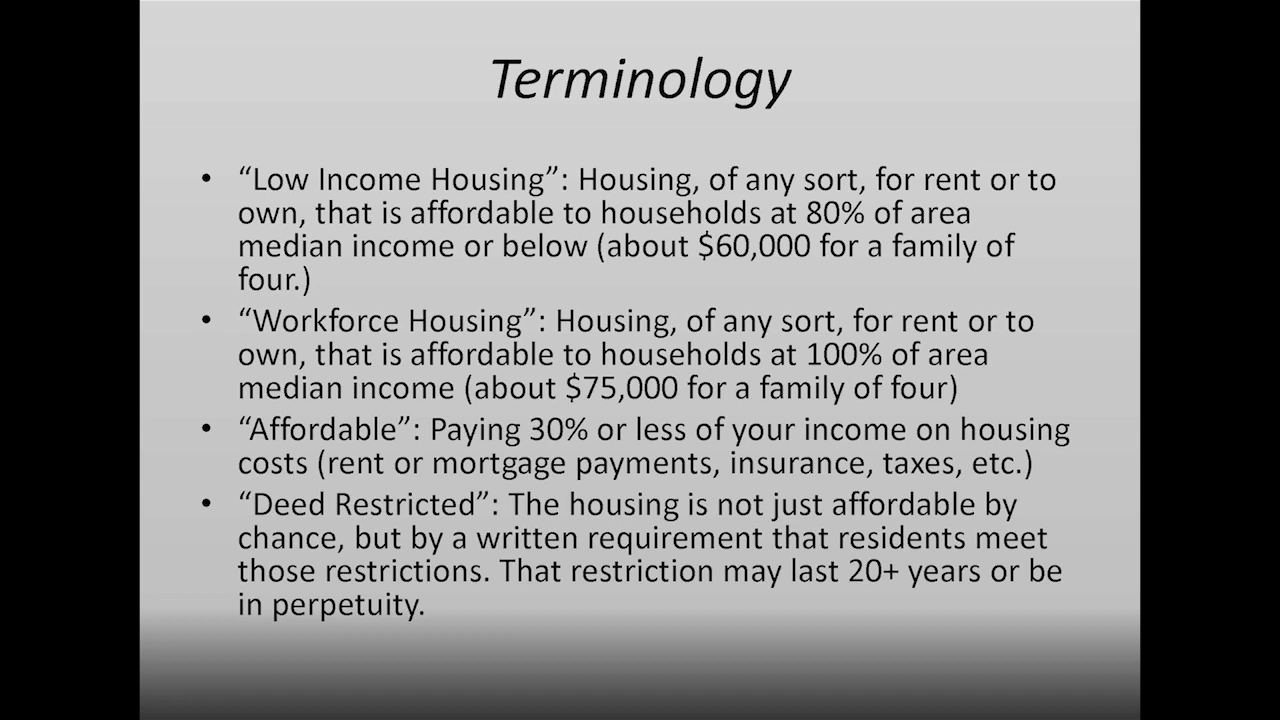 Terminology
• “Low Income Housing”: Housing, of any sort, for rent or to
own, that is affordable to households at 80% of area
median income or below (about $60,000 for a family of
four.)
• “Workforce Housing”: Housing, of any sort, for rent or to
own, that is affordable to households at 100% of area
median income (about $75,000 for a family of four)
• “Affordable”: Paying 30% or less of your income on housing
costs (rent or mortgage payments, insurance, taxes, etc.)
• “Deed Restricted”: The housing is not just affordable by
chance, but by a written requirement that residents meet
those restrictions. That restriction may last 20+ years or be
in perpetuity.